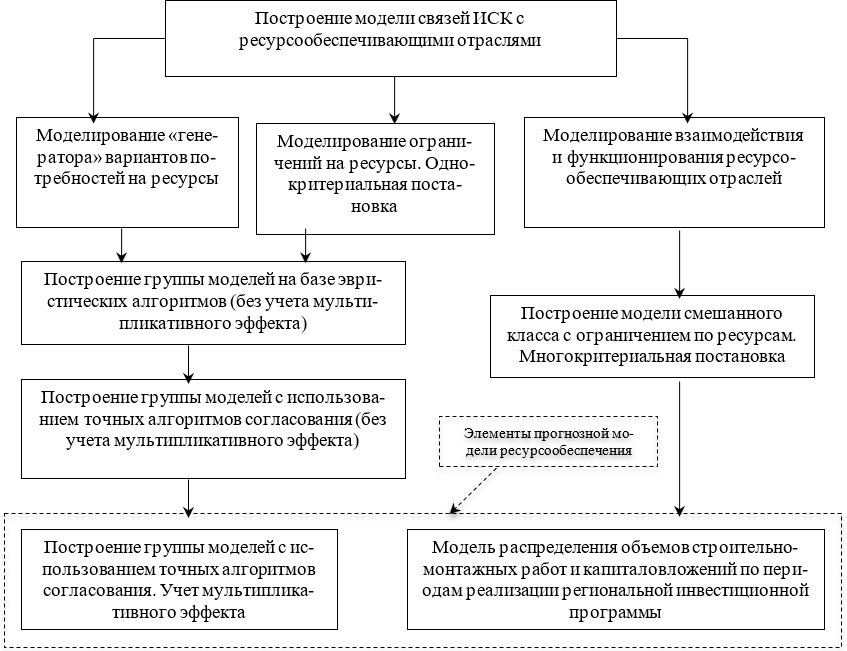 Построение модели связей ИСК с
ресурсообеспечивающими отраслями
Моделирование «гене-
ратора» вариантов по-
требностей на ресурсы
Моделирование ограни-
чений на ресурсы. Одно-
критериальная поста-
новка
Моделирование взаимодействия
и функционирования ресурсо-
обеспечивающих отраслей
Построение группы моделей на базе эври-
стических алгоритмов (без учета мульти-
пликативного эффекта)
Построение модели смешанного
класса с ограничением по ресурсам.
Многокритериальная постановка
Построение группы моделей с использова-
нием точных алгоритмов согласования (без
учета мультипликативного эффекта)
Элементы прогнозной мо-
дели ресурсообеспечения
Построение группы моделей с ис-
пользованием точных алгоритмов
согласования. Учет мультиплика-
тивного эффекта
Модель распределения объемов строительно-
монтажных работ и капиталовложений по пери-
одам реализации региональной инвестиционной
программы